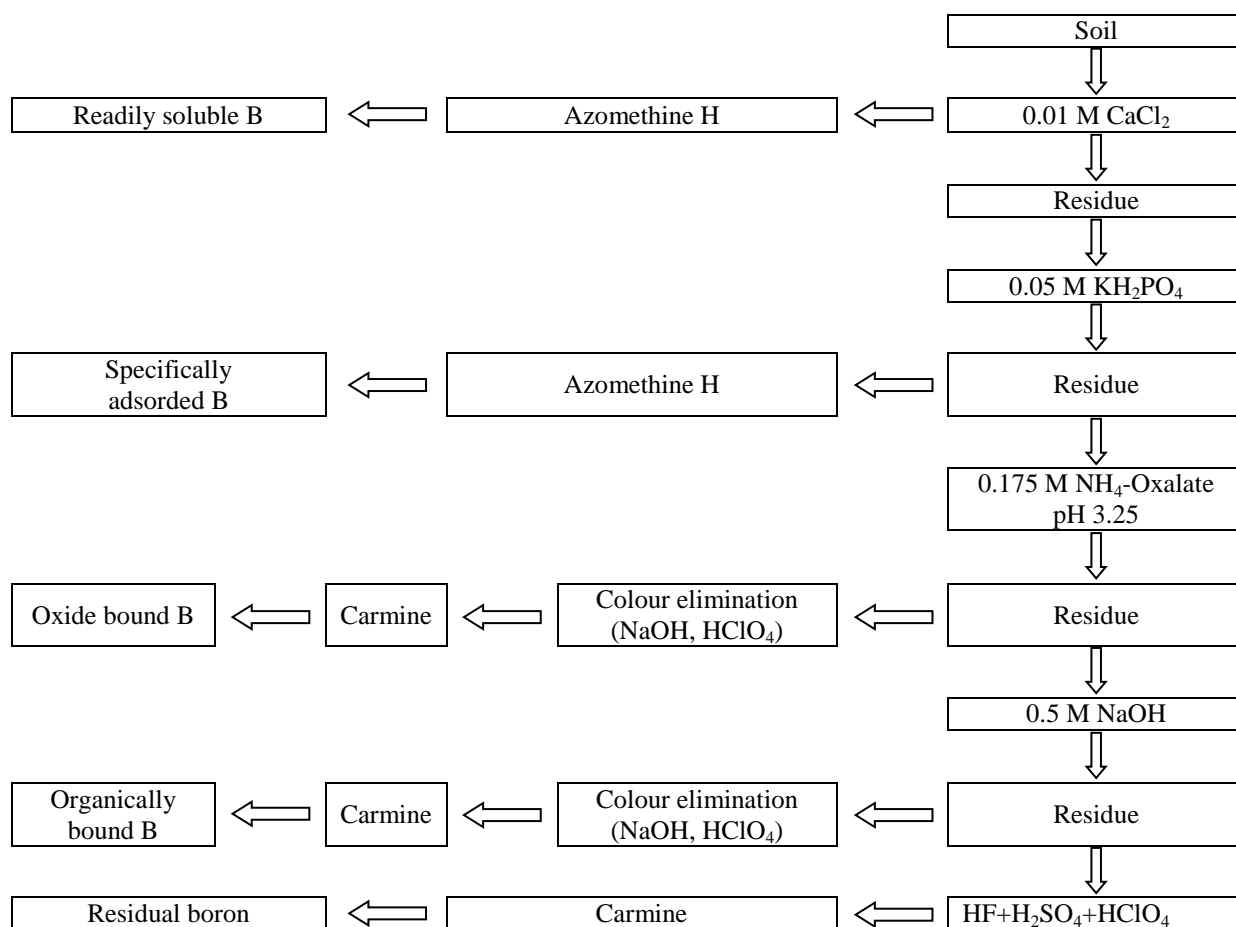 Soil
Readily soluble B
Azomethine H
0.01 M CaCl₂
Residue
0.05 M KH₂PO₄
Specifically
adsorbed B
Azomethine H
Residue
0.175 M NH₄-Oxalate
pH 3.25
Oxide bound B
Carmine
Colour elimination
(NaOH, HClO₄)
Residue
0.5 M NaOH
Organically
bound B
Carmine
Colour elimination
(NaOH, HClO₄)
Residue
Residual boron
Carmine
HF+H₂SO₄+HClO₄